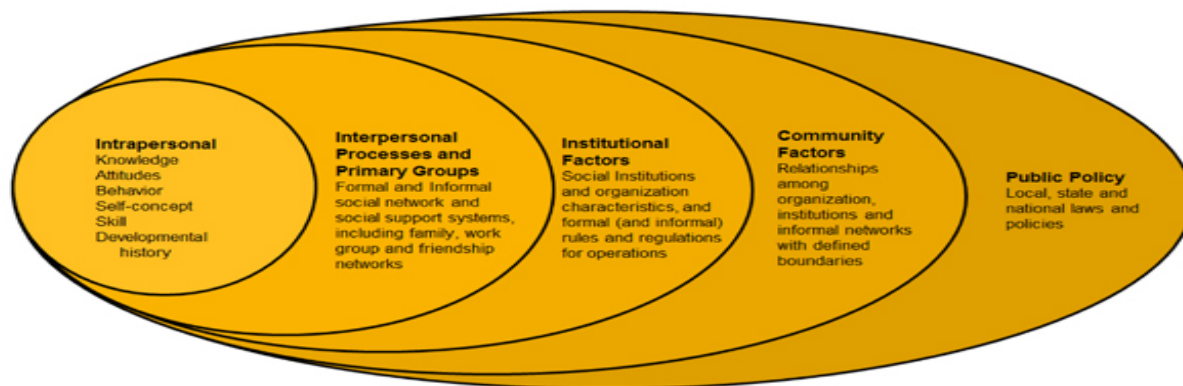 Intrapersonal
Knowledge
Attitudes
Behavior
Self-concept
Skill
Developmental
history
Interpersonal
Processes and
Primary Groups
Formal and Informal
social network and
social support systems,
including family, work
group and friendship
networks
Institutional
Factors
Social Institutions
and organization
characteristics, and
formal (and informal)
rules and regulations
for operations
Community
Factors
Relationships
among
organization,
institutions and
informal networks
with defined
boundaries
Public Policy
Local, state and
national laws and
policies